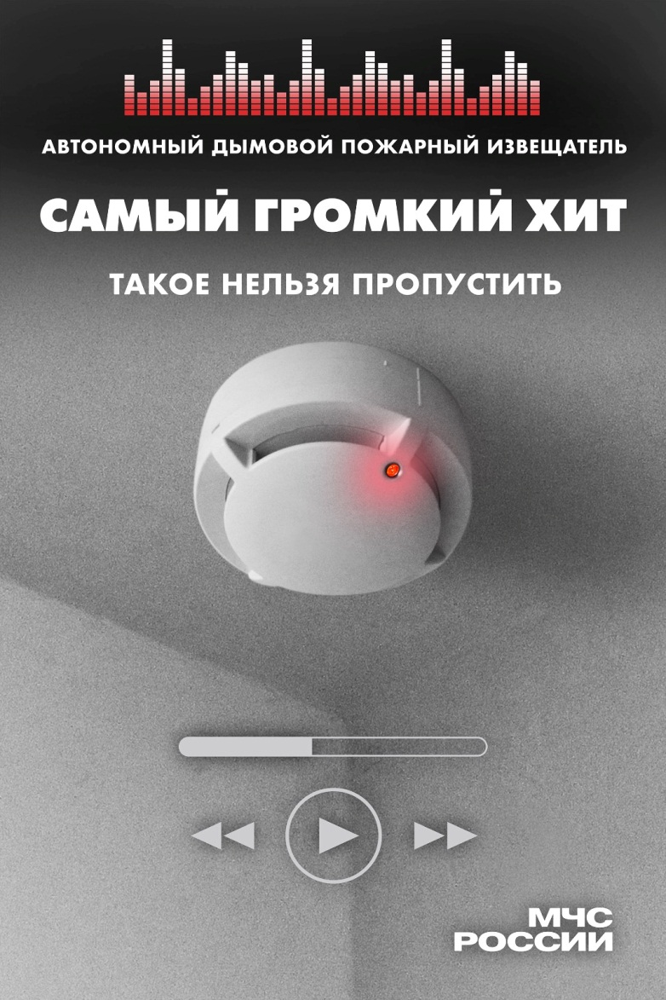 АВТОНОМНЫЙ ДЫМОВОЙ ПОЖАРНЫЙ ИЗВЕЩАТЕЛЬ
САМЫЙ ГРОМКИЙ ХИТ
ТАКОЕ НЕЛЬЗЯ ПРОПУСТИТЬ
МЧС
РОССИИ